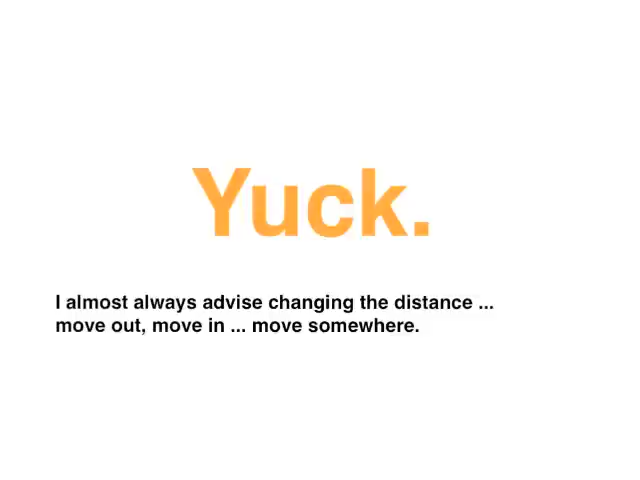 Yuck.
I almost always advise changing the distance ...
move out, move in ... move somewhere.